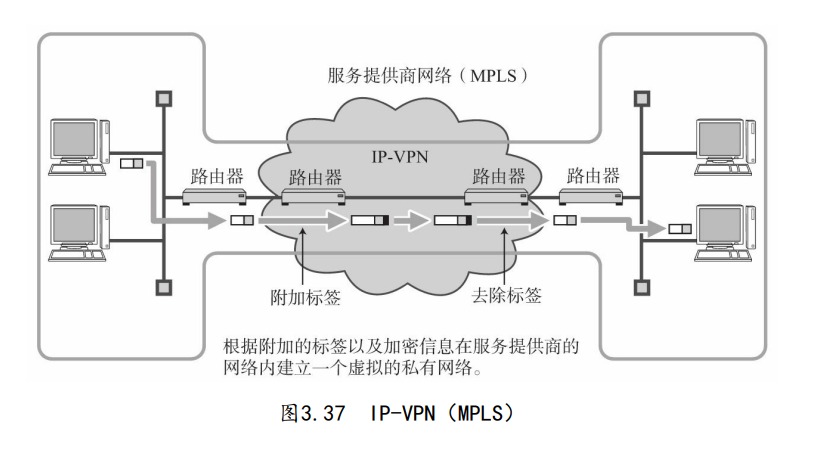 服务提供商网络（MPLS）
IP-VPN
路由器 路由器 路由器 路由器
附加标签 去除标签
根据附加的标签以及加密信息在服务提供商的
网络内建立一个虚拟的私有网络。
图3.37 IP-VPN（MPLS）